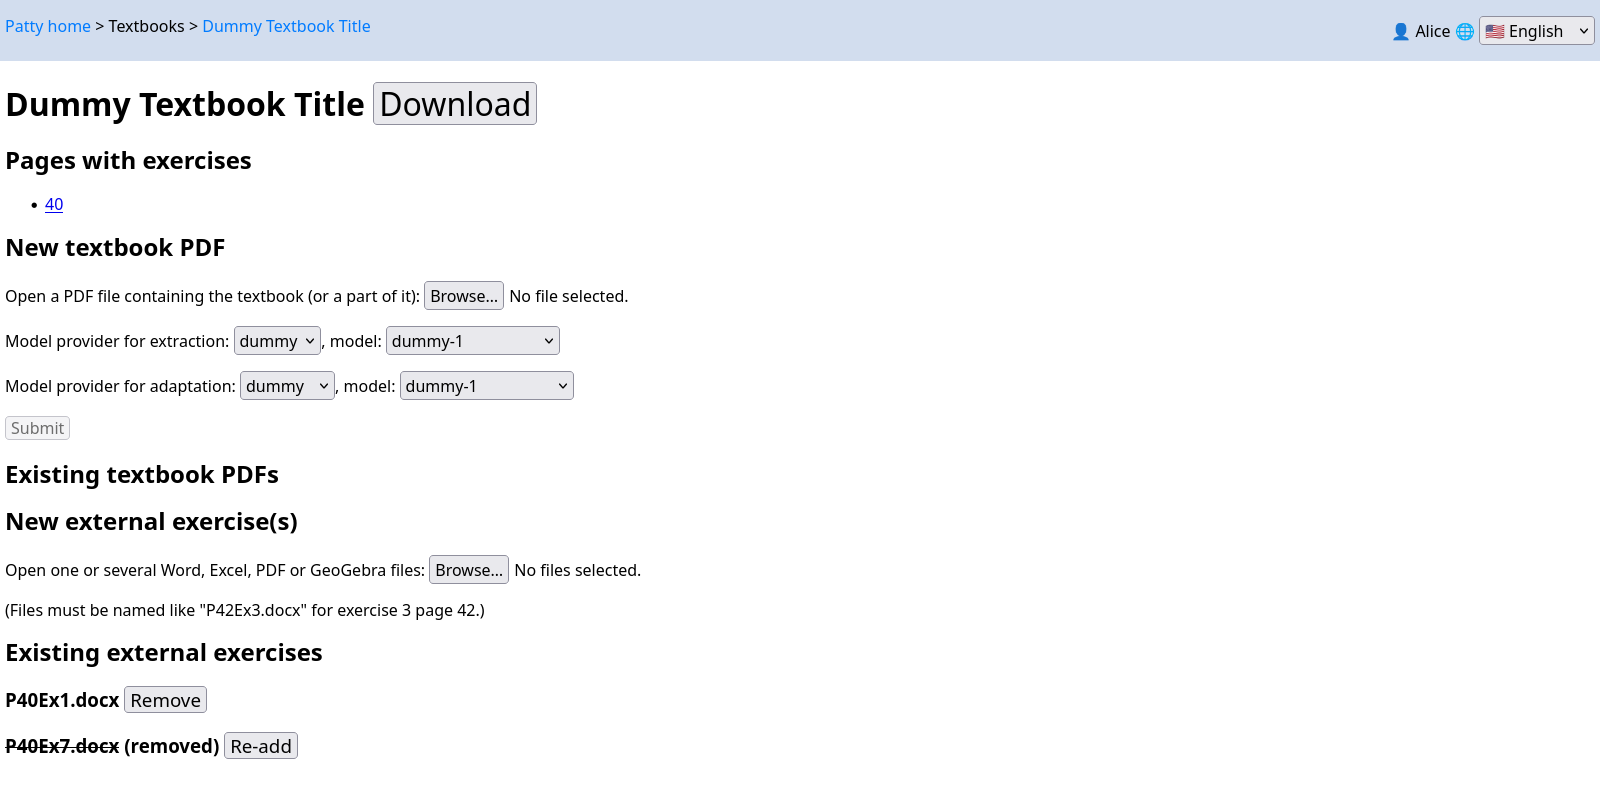 Patty home > Textbooks > Dummy Textbook Title
👤 Alice 🌐 🇺🇸 English
Dummy Textbook Title Download
Pages with exercises
• 40
New textbook PDF
Open a PDF file containing the textbook (or a part of it): Browse... No file selected.
Model provider for extraction: dummy, model: dummy-1
Model provider for adaptation: dummy, model: dummy-1
Submit
Existing textbook PDFs
New external exercise(s)
Open one or several Word, Excel, PDF or GeoGebra files: Browse... No files selected.
(Files must be named like "P42Ex3.docx" for exercise 3 page 42.)
Existing external exercises
P40Ex1.docx Remove
P40Ex7.docx (removed) Re-add